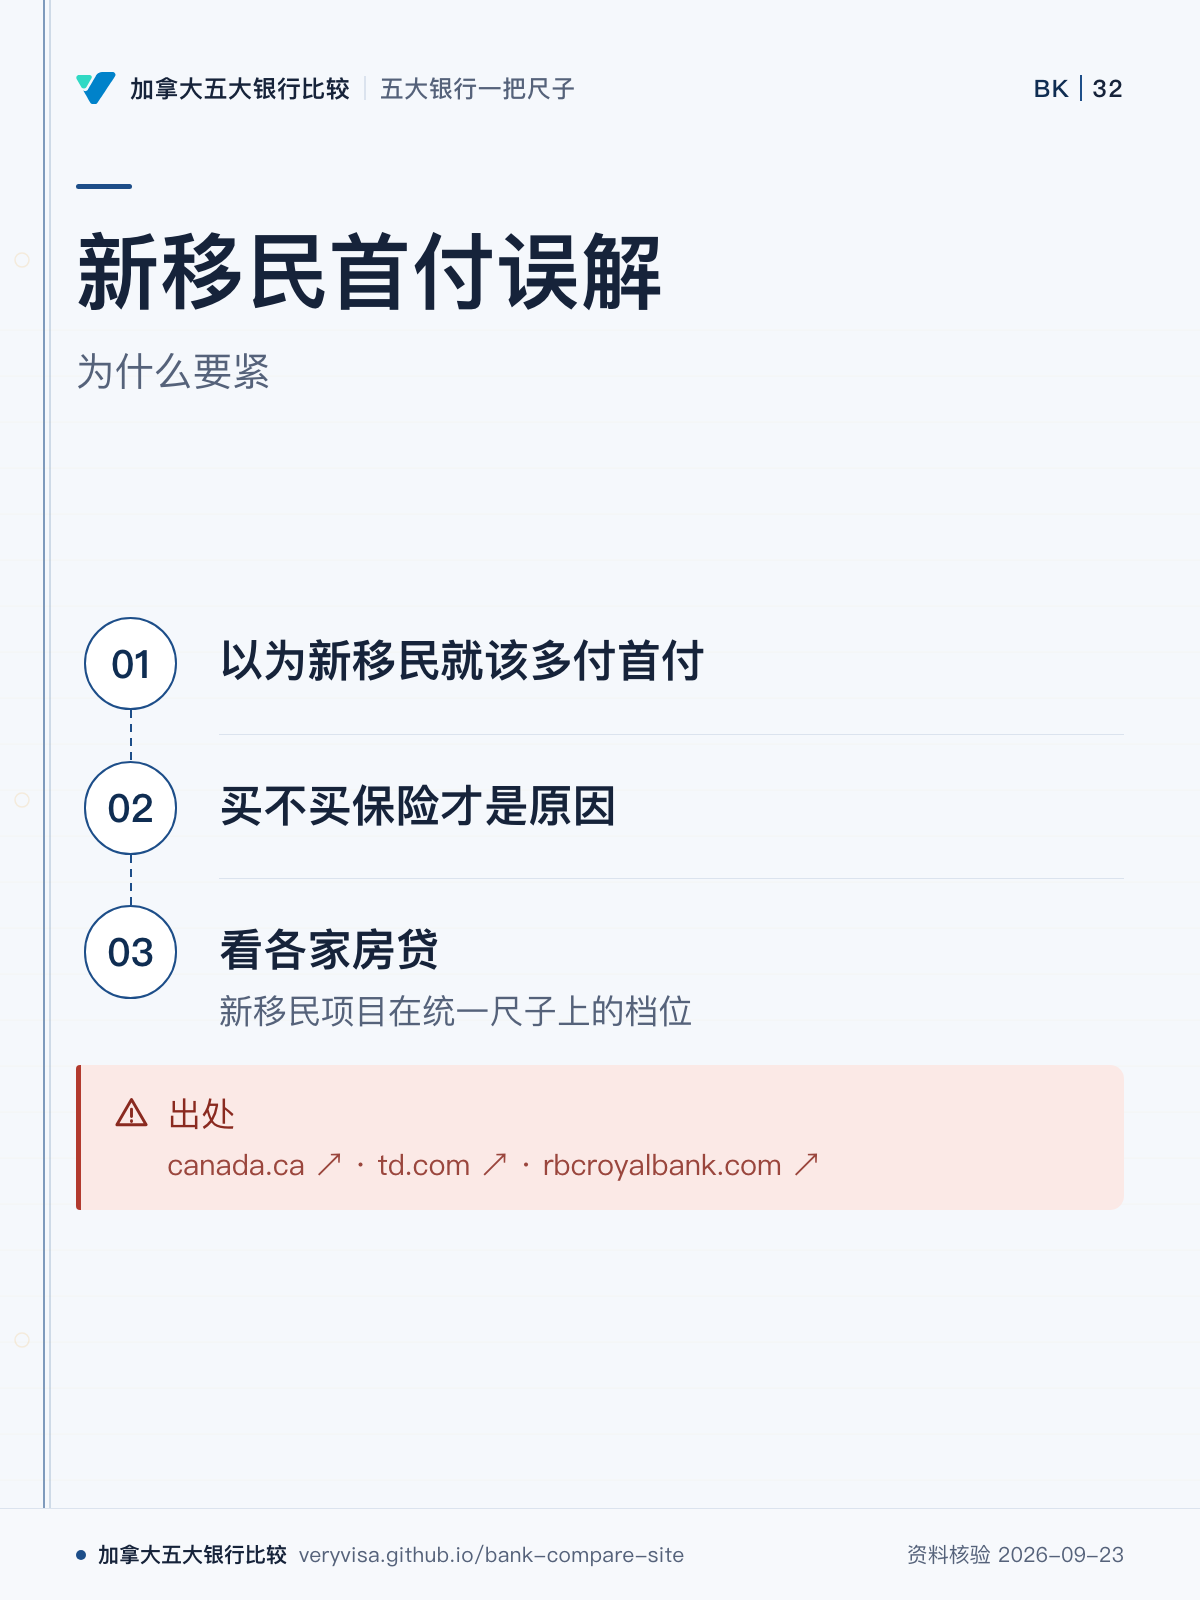 加拿大五大银行比较 | 五大银行一把尺子
BK | 32
新移民首付误解
为什么要紧
01 以为新移民就该多付首付
02 买不买保险才是原因
03 看各家房贷
新移民项目在统一尺子上的档位
出处
canada.ca ↗ · td.com ↗ · rbcroyalbank.com ↗
加拿大五大银行比较 veryvisa.github.io/bank-compare-site
资料核验 2026-09-23